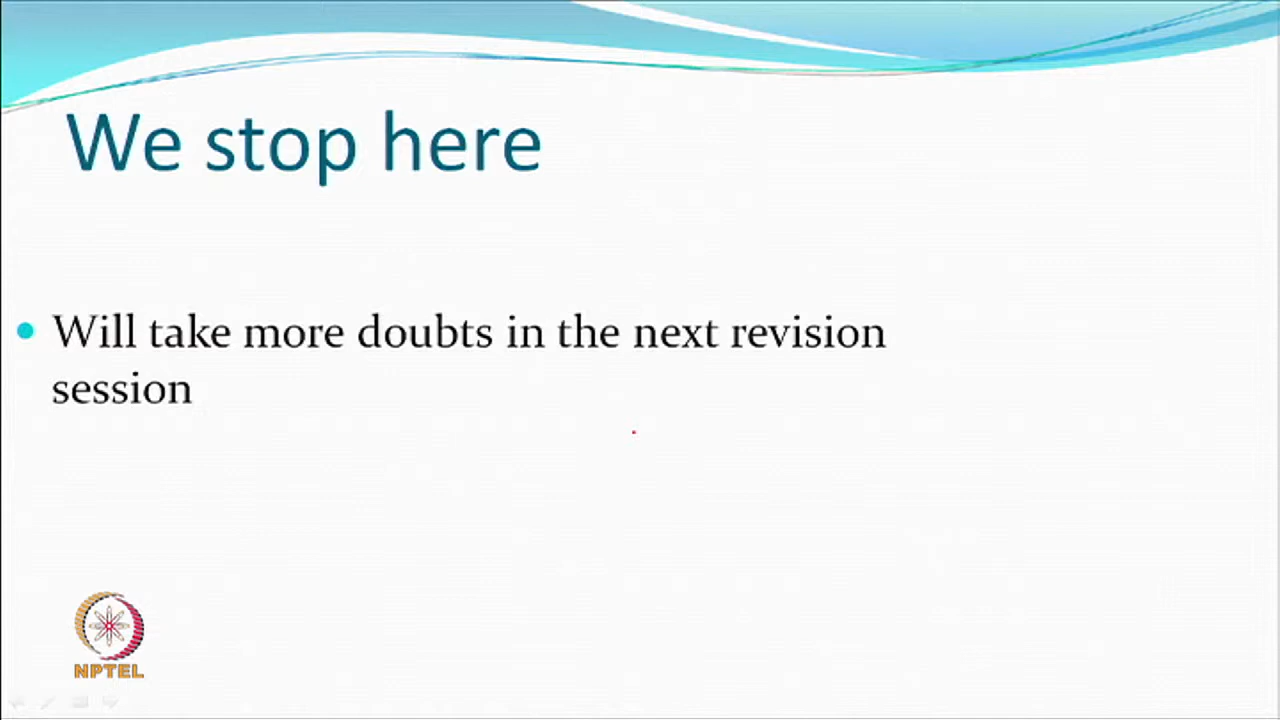 We stop here
Will take more doubts in the next revision
session
NPTEL